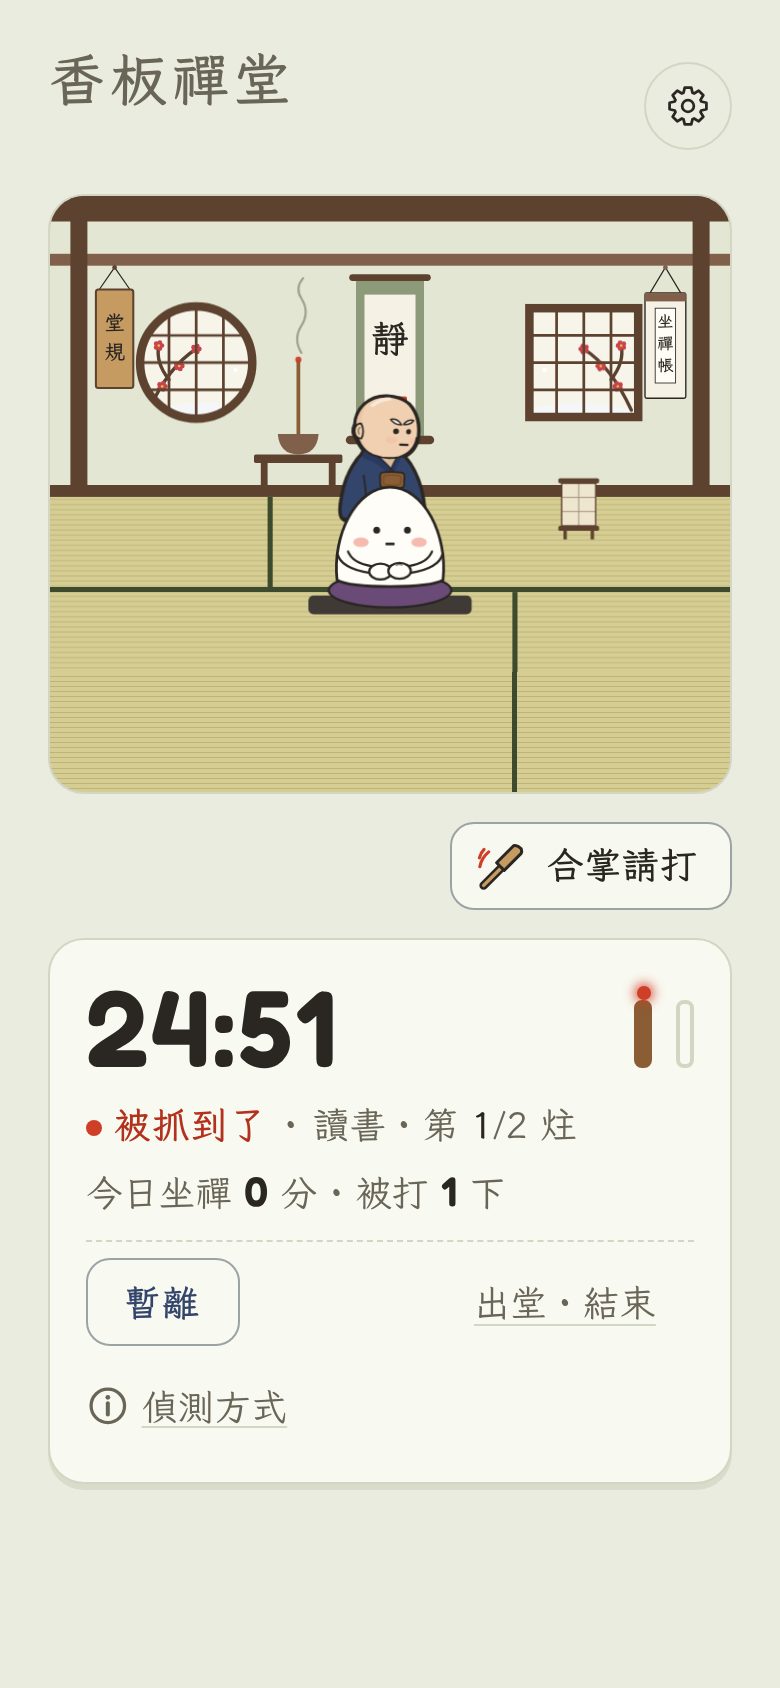 香板禪堂
堂規
靜
坐禪帳
合掌請打
24:51
被抓到了・讀書・第 1/2 炷
今日坐禪 0 分・被打 1 下
暫離
出堂・結束
偵測方式